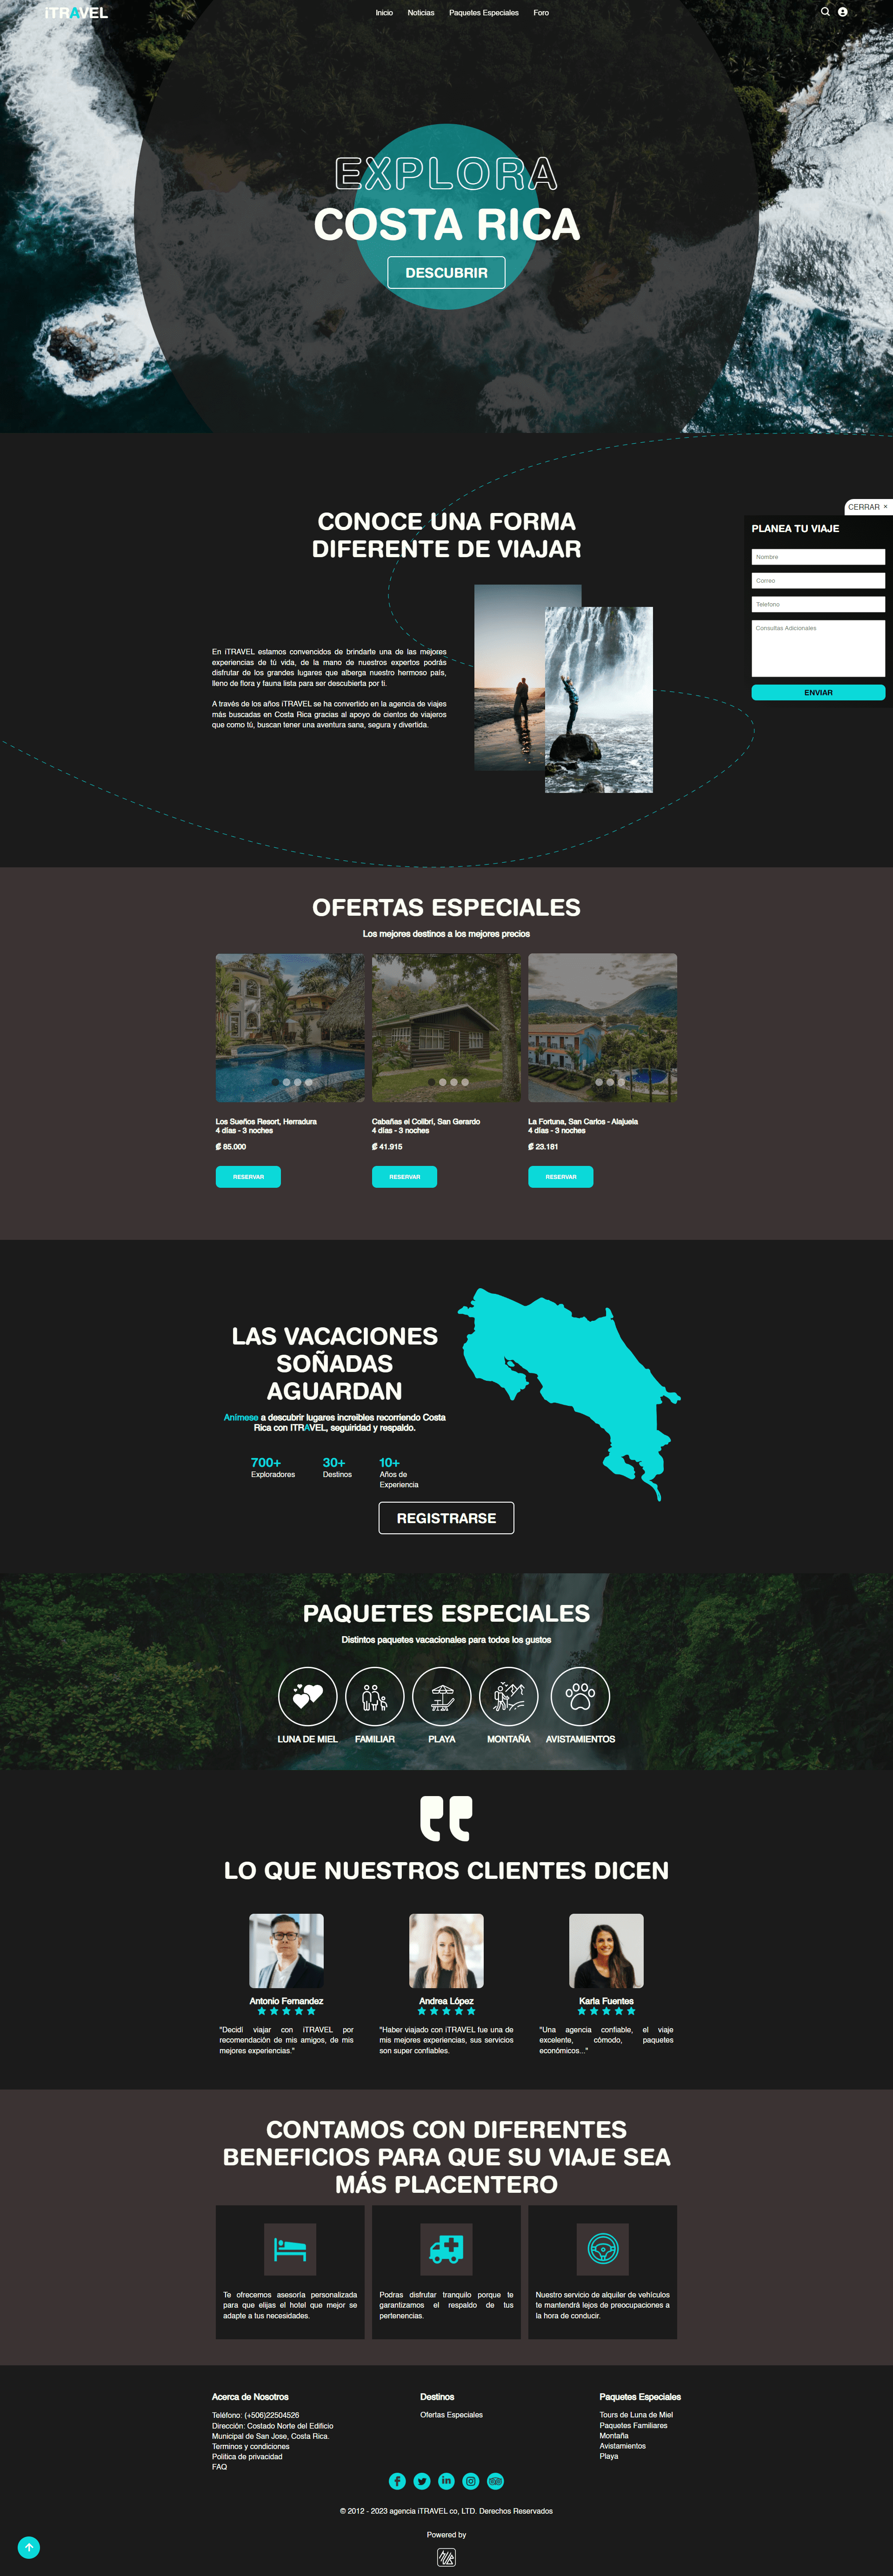 iTRAVEL
Inicio Noticias Paquetes Especiales Foro
EXPLORA
COSTA RICA
DESCUBRIR
CONOCE UNA FORMA
DIFERENTE DE VIAJAR
En iTRAVEL estamos convencidos de brindarte una de las mejores
experiencias de tú vida, de la mano de nuestros expertos podrás
disfrutar de los grandes lugares que alberga nuestro hermoso país,
lleno de flora y fauna lista para ser descubierta por ti.
A través de los años iTRAVEL se ha convertido en la agencia de viajes
más buscadas en Costa Rica gracias al apoyo de cientos de viajeros
que como tú, buscan tener una aventura sana, segura y divertida.
CERRAR ×
PLANEA TU VIAJE
Nombre
Correo
Telefono
Consultas Adicionales
ENVIAR
OFERTAS ESPECIALES
Los mejores destinos a los mejores precios
Los Sueños Resort, Herradura
4 días - 3 noches
₡ 85.000
RESERVAR
Cabañas el Colibrí, San Gerardo
4 días - 3 noches
₡ 41.915
RESERVAR
La Fortuna, San Carlos - Alajuela
4 días - 3 noches
₡ 23.181
RESERVAR
LAS VACACIONES
SOÑADAS
AGUARDAN
Anímese a descubrir lugares increibles recorriendo Costa
Rica con ITRAVEL, seguiridad y respaldo.
700+
Exploradores
30+
Destinos
10+
Años de
Experiencia
REGISTRARSE
PAQUETES ESPECIALES
Distintos paquetes vacacionales para todos los gustos
LUNA DE MIEL
FAMILIAR
PLAYA
MONTAÑA
AVISTAMIENTOS
LO QUE NUESTROS CLIENTES DICEN
Antonio Fernandez
"Decidí viajar con iTRAVEL por
recomendación de mis amigos, de mis
mejores experiencias."
Andrea López
"Haber viajado con iTRAVEL fue una de
mis mejores experiencias, sus servicios
son super confiables.
Karla Fuentes
"Una agencia confiable, el viaje
excelente, cómodo, paquetes
económicos..."
CONTAMOS CON DIFERENTES
BENEFICIOS PARA QUE SU VIAJE SEA
MÁS PLACENTERO
Te ofrecemos asesoría personalizada
para que elijas el hotel que mejor se
adapte a tus necesidades.
Podras disfrutar tranquilo porque te
garantizamos el respaldo de tus
pertenencias.
Nuestro servicio de alquiler de vehículos
te mantendrá lejos de preocupaciones a
la hora de conducir.
Acerca de Nosotros
Teléfono: (+506)22504526
Dirección: Costado Norte del Edificio
Municipal de San Jose, Costa Rica.
Terminos y condiciones
Politica de privacidad
FAQ
Destinos
Ofertas Especiales
Paquetes Especiales
Tours de Luna de Miel
Paquetes Familiares
Montaña
Avistamientos
Playa
© 2012 - 2023 agencia iTRAVEL co, LTD. Derechos Reservados
Powered by